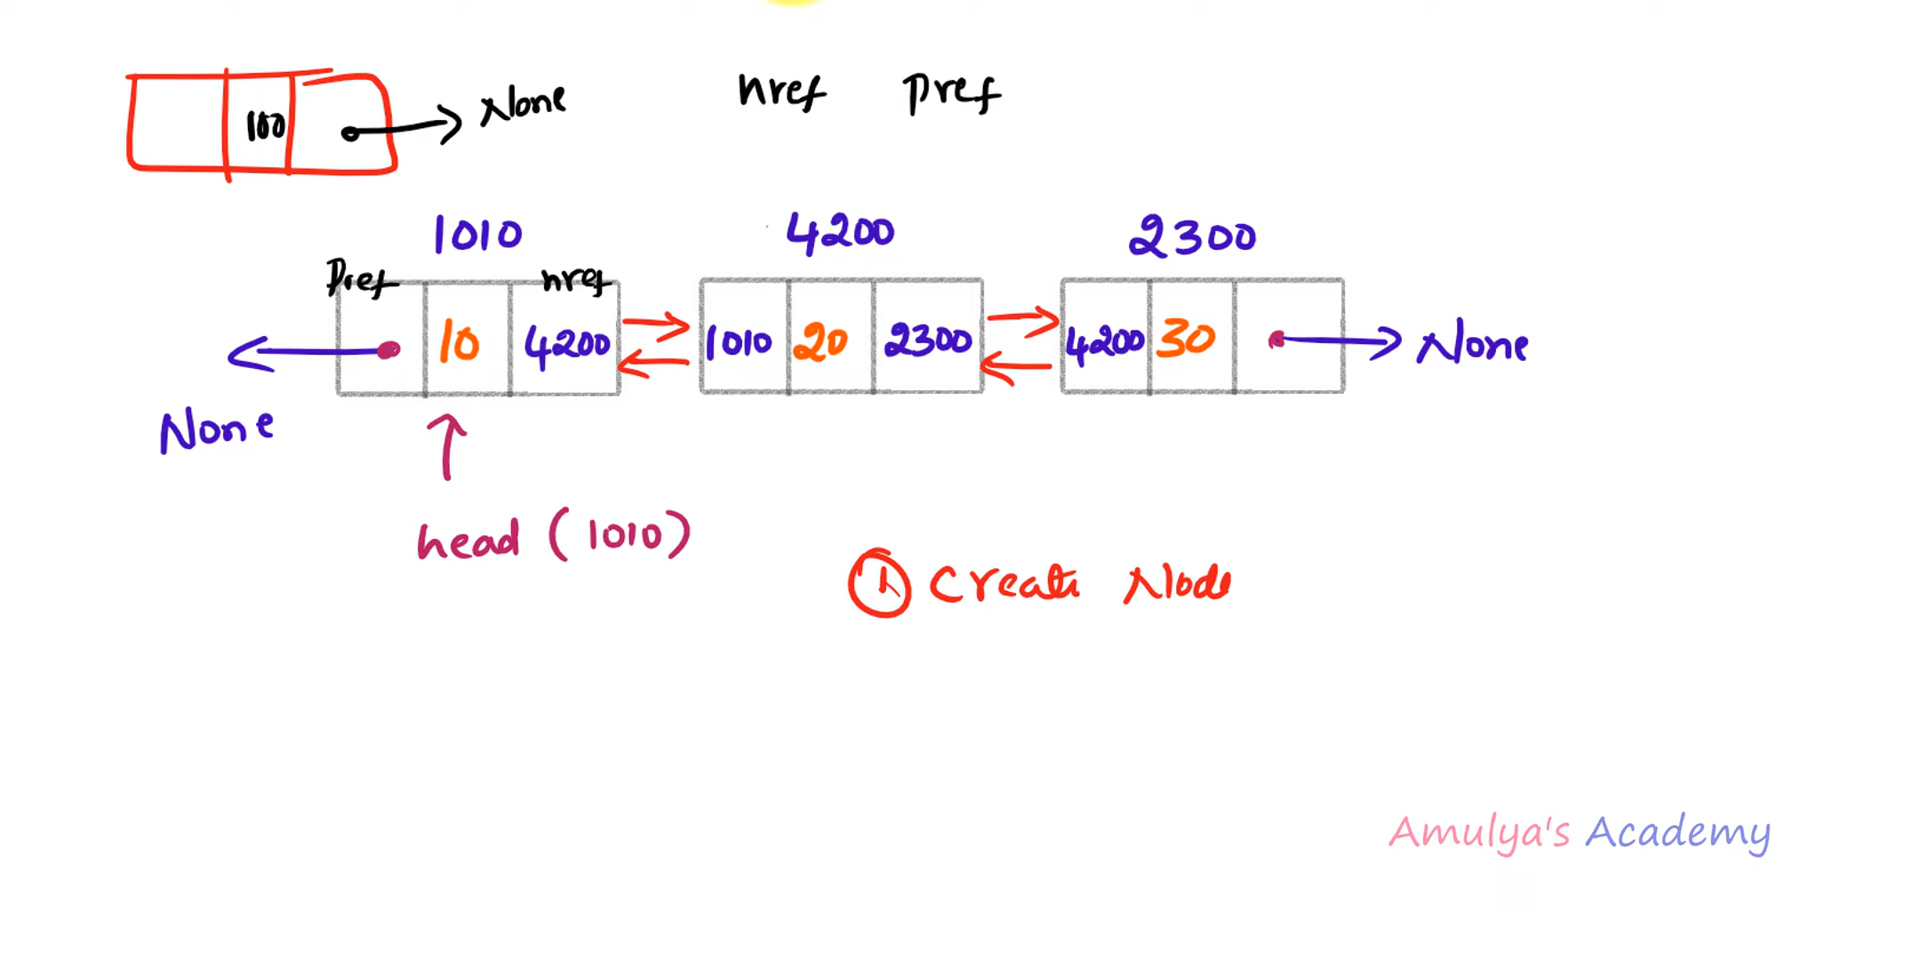 nref pref
100 None
1010 4200 2300
Pref nref
10 4200 1010 20 2300 4200 30 None
None
head (1010)
① Create Node
Amulya's Academy